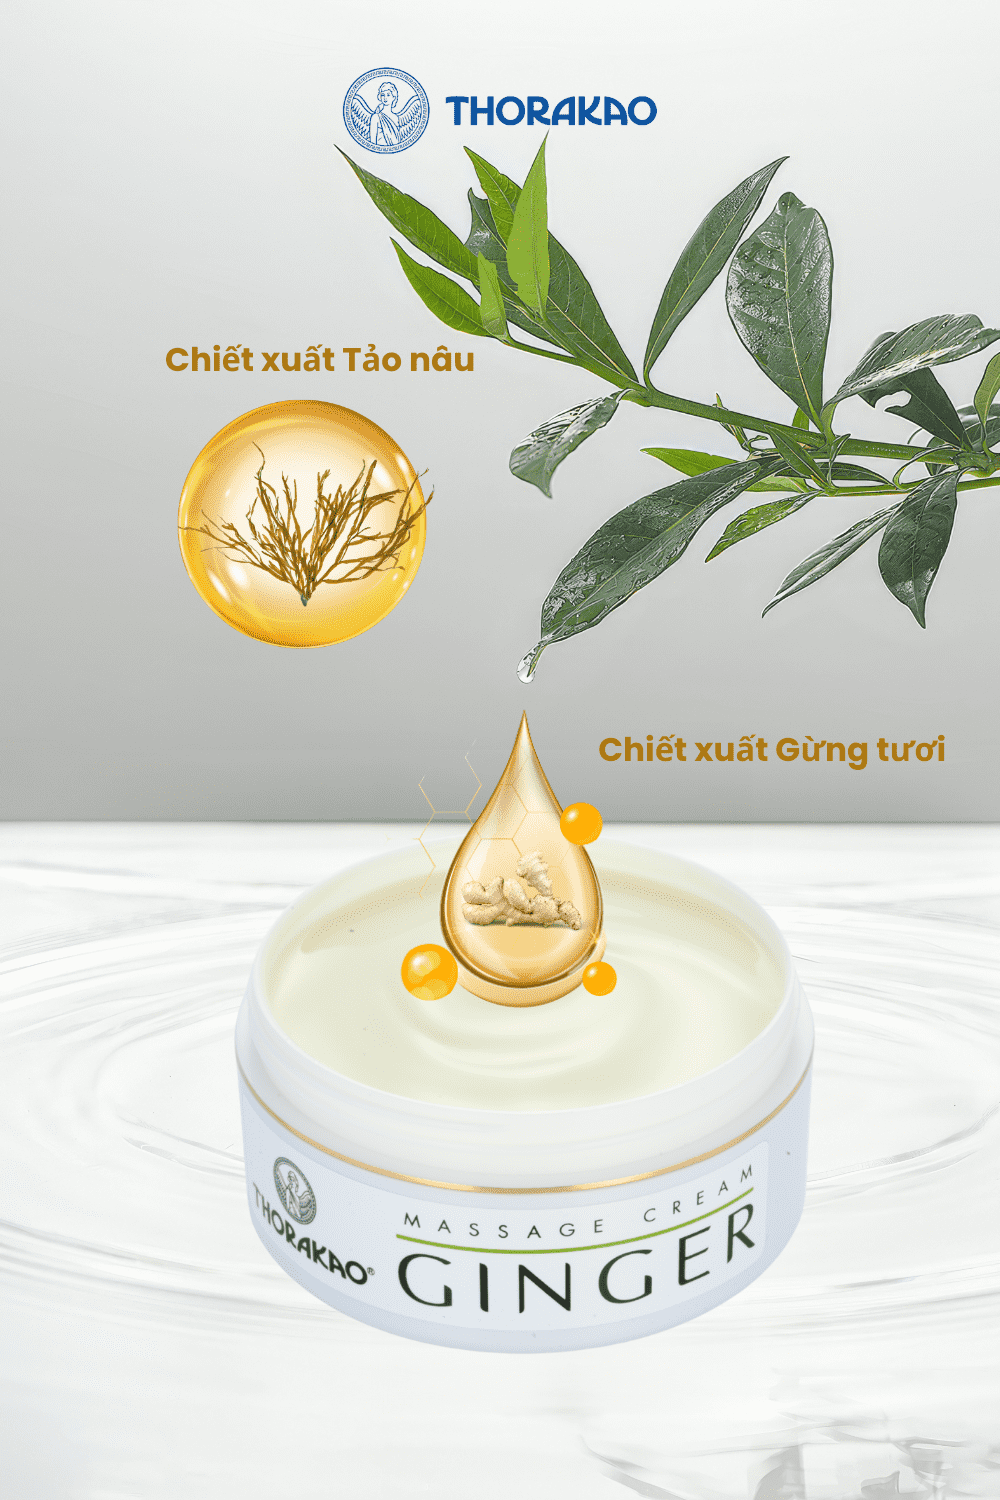 THORAKAO
Chiết xuất Tảo nâu
Chiết xuất Gừng tươi
THORAKAO®
MASSAGE CREAM
GINGER